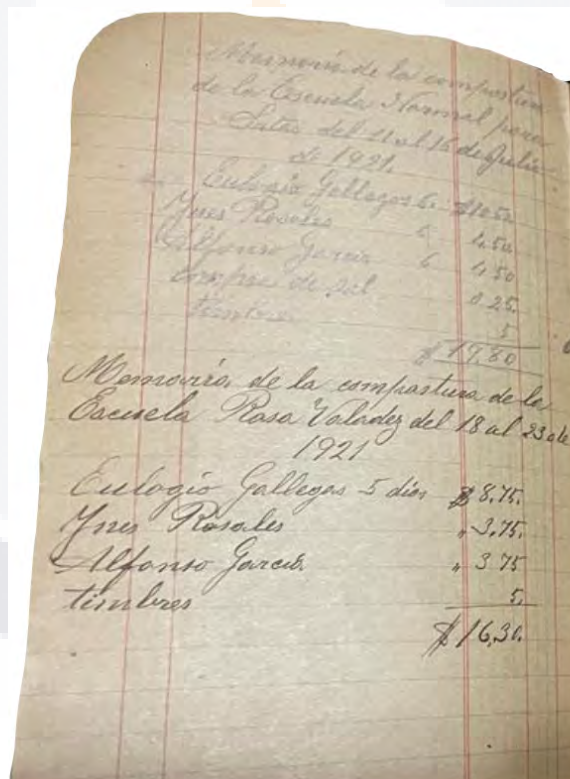 Memoria de la compostura
de la Escuela Normal para
del 11 al 16 de Julio
de 1921.
Eulogio Gallegos 6. $10.50
Ynes Rosales 6 4.50.
Alfonso Garcia 6 4.50
compra de sal 0.25.
timbres 5
$ 19.80
Memoria de la compostura de la
Escuela Rosa Valadez del 18 al 23 de
1921
Eulogio Gallegos 5 dias $ 8.75.
Ynes Rosales " 3.75.
Alfonso Garcia. " 3 75
timbres 5.
$ 16,30.